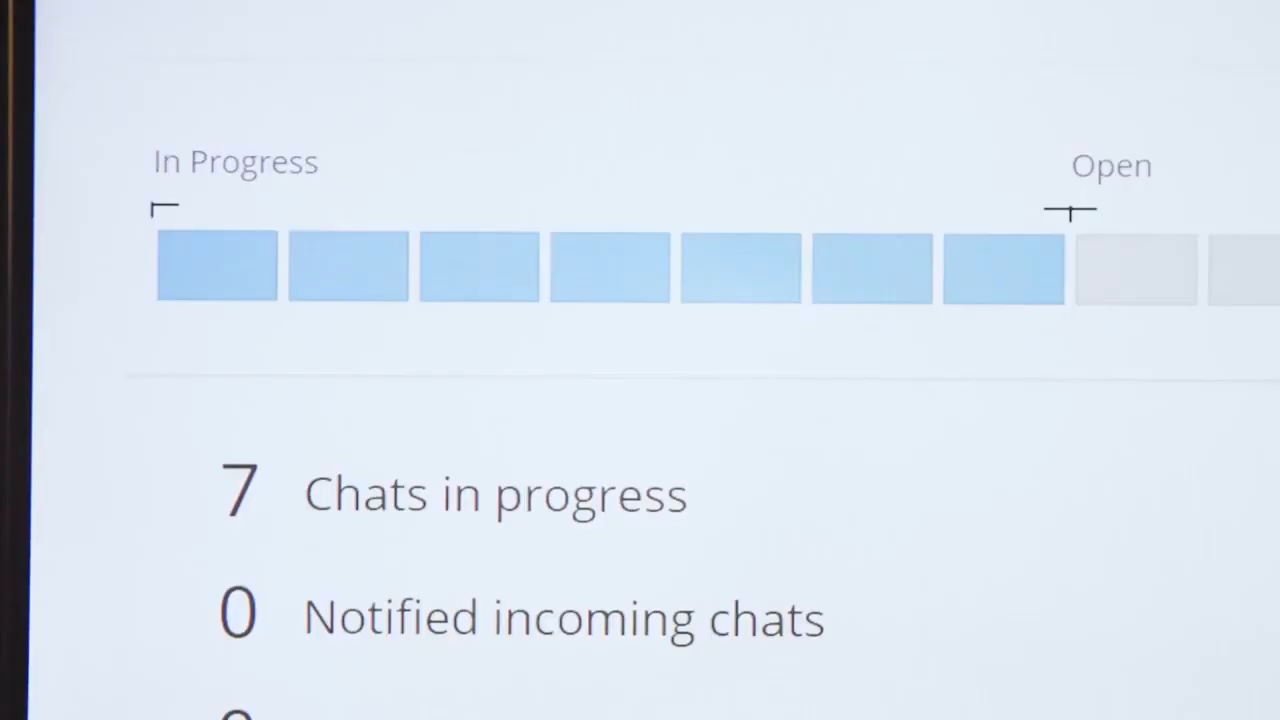 In Progress
Open
7 Chats in progress
0 Notified incoming chats